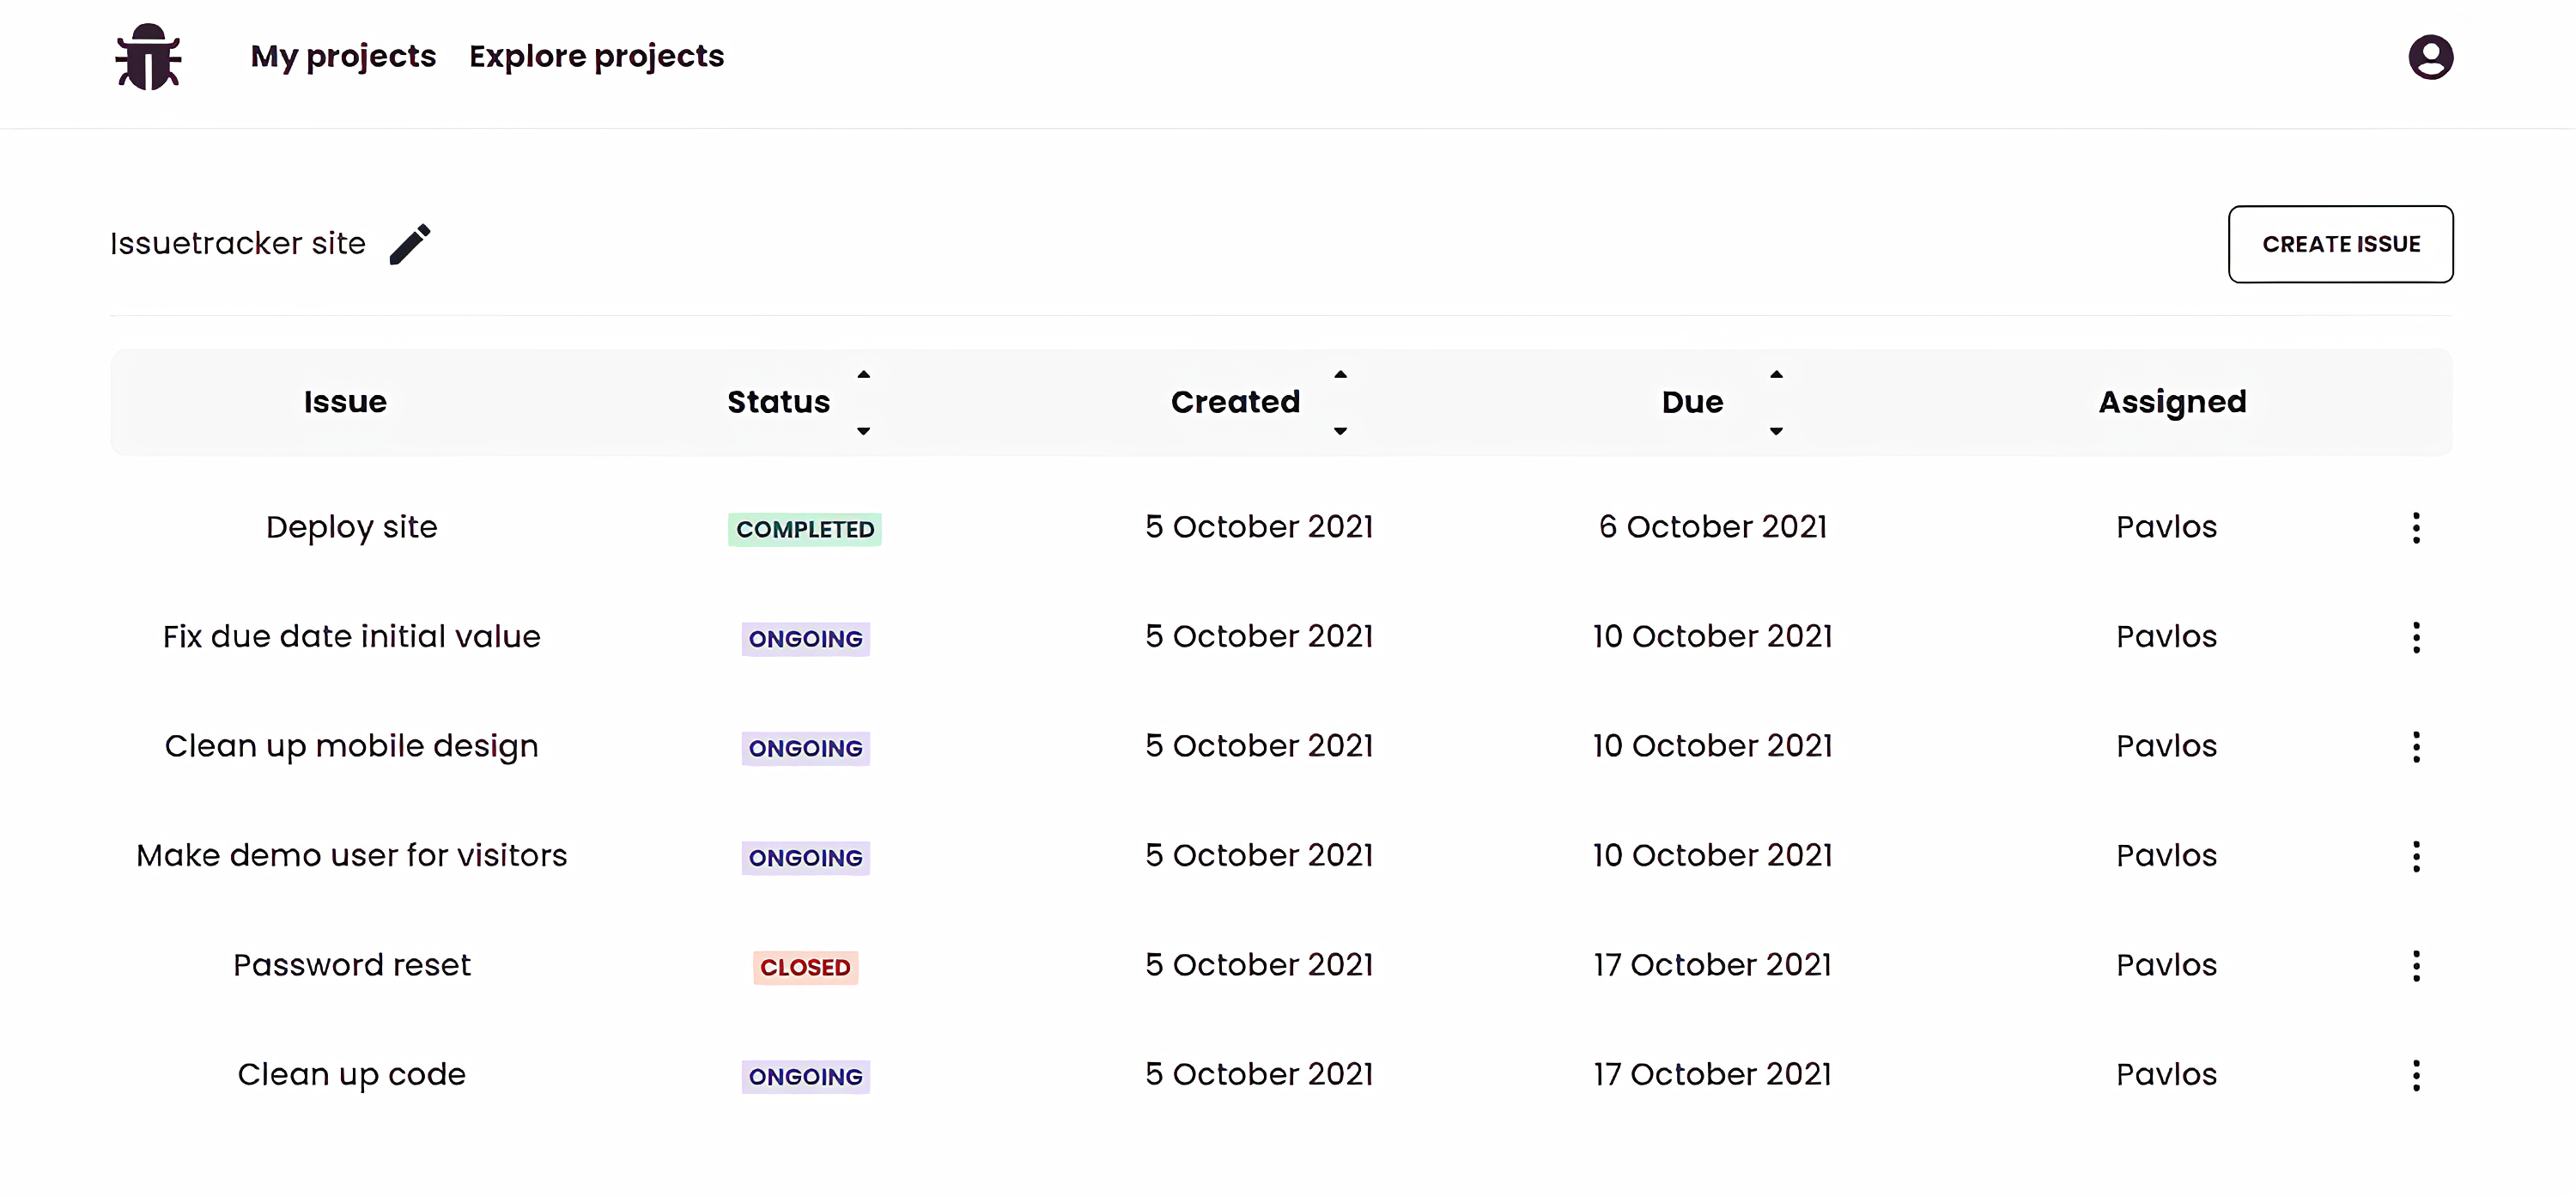 My projects Explore projects
Issuetracker site CREATE ISSUE
Issue Status Created Due Assigned
Deploy site COMPLETED 5 October 2021 6 October 2021 Pavlos
Fix due date initial value ONGOING 5 October 2021 10 October 2021 Pavlos
Clean up mobile design ONGOING 5 October 2021 10 October 2021 Pavlos
Make demo user for visitors ONGOING 5 October 2021 10 October 2021 Pavlos
Password reset CLOSED 5 October 2021 17 October 2021 Pavlos
Clean up code ONGOING 5 October 2021 17 October 2021 Pavlos